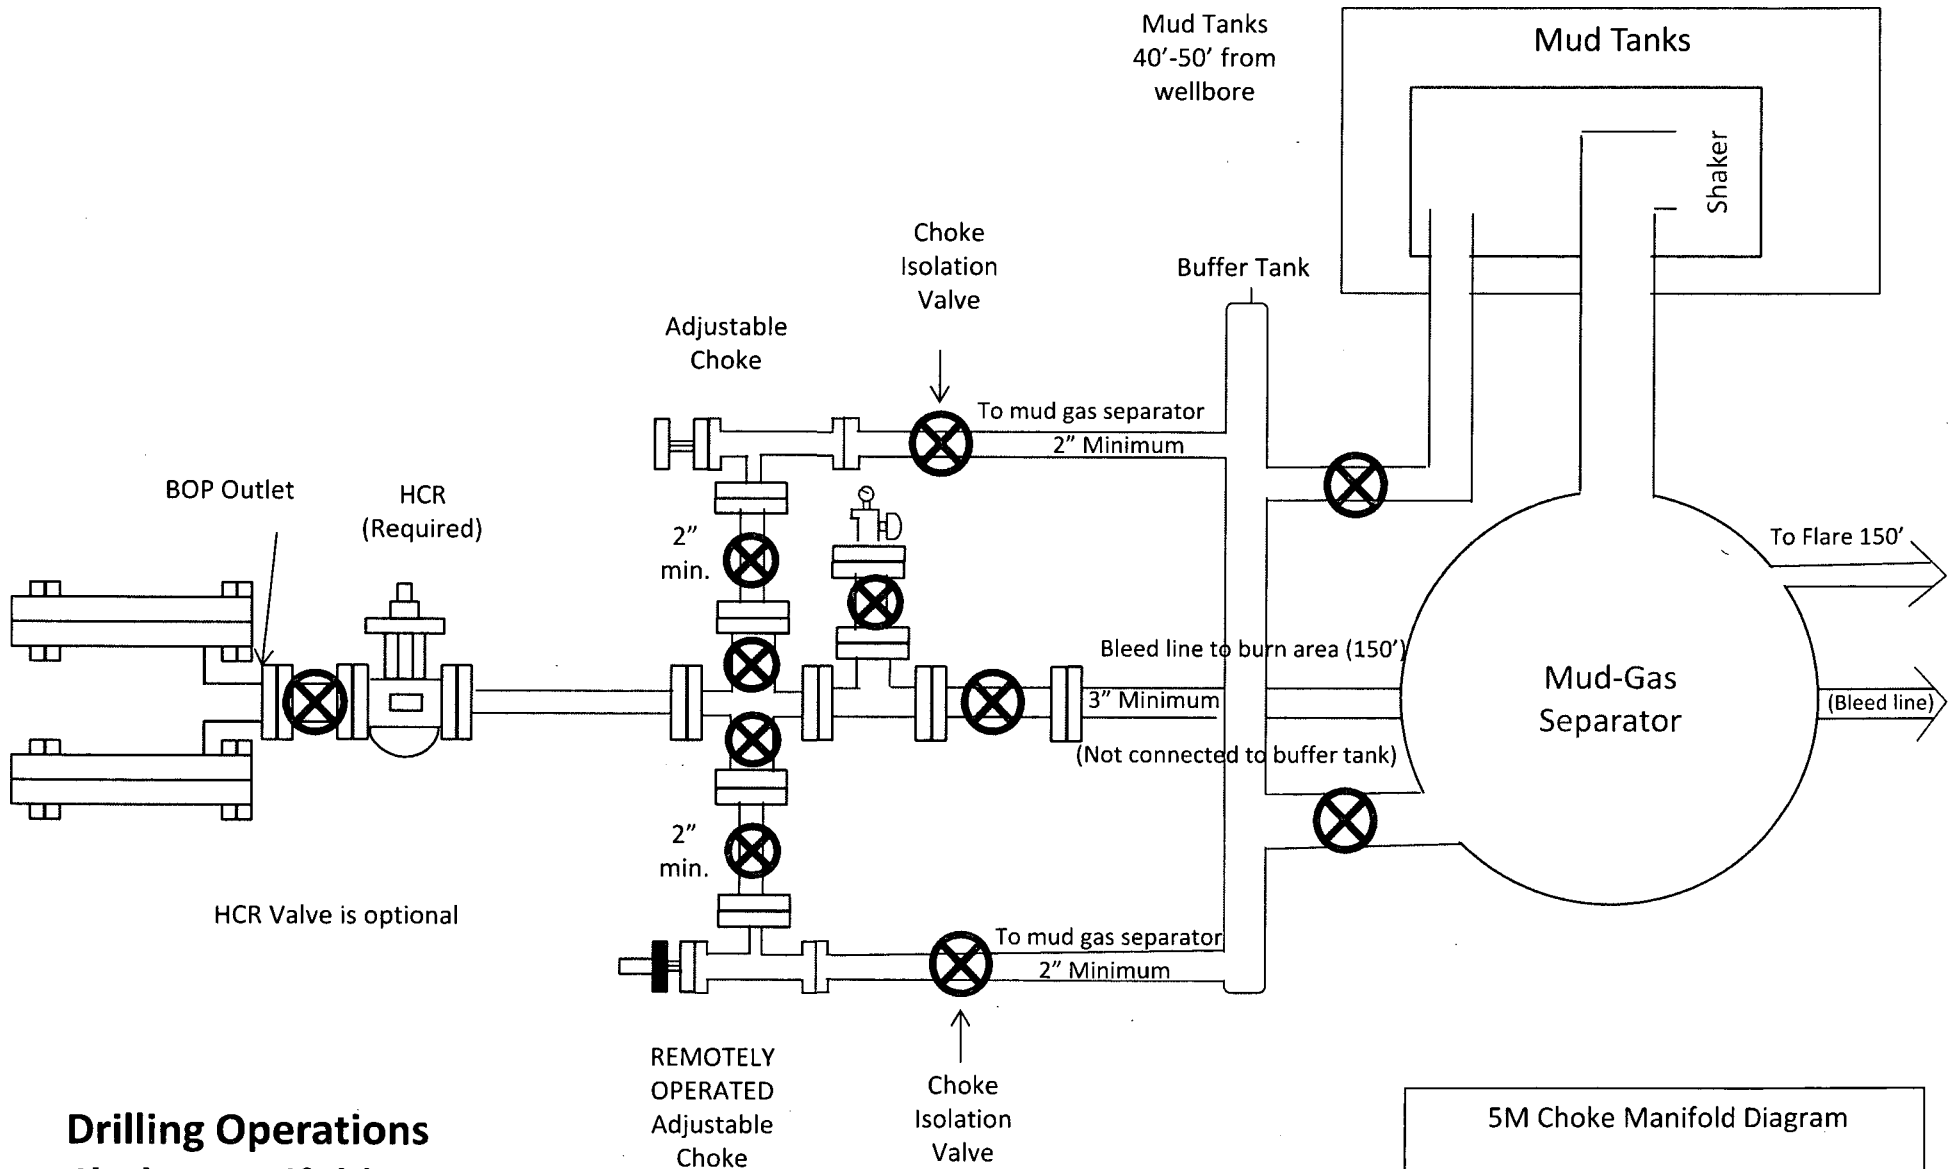 Mud Tanks
40’-50’ from
wellbore
Mud Tanks
Shaker
Choke
Isolation
Valve
Buffer Tank
Adjustable
Choke
To mud gas separator
2” Minimum
BOP Outlet
HCR
(Required)
2”
min.
To Flare 150’
Bleed line to burn area (150’)
3” Minimum
(Not connected to buffer tank)
Mud-Gas
Separator
(Bleed line)
2”
min.
HCR Valve is optional
To mud gas separator
2” Minimum
REMOTELY
OPERATED
Adjustable
Choke
Choke
Isolation
Valve
Drilling Operations
5M Choke Manifold Diagram